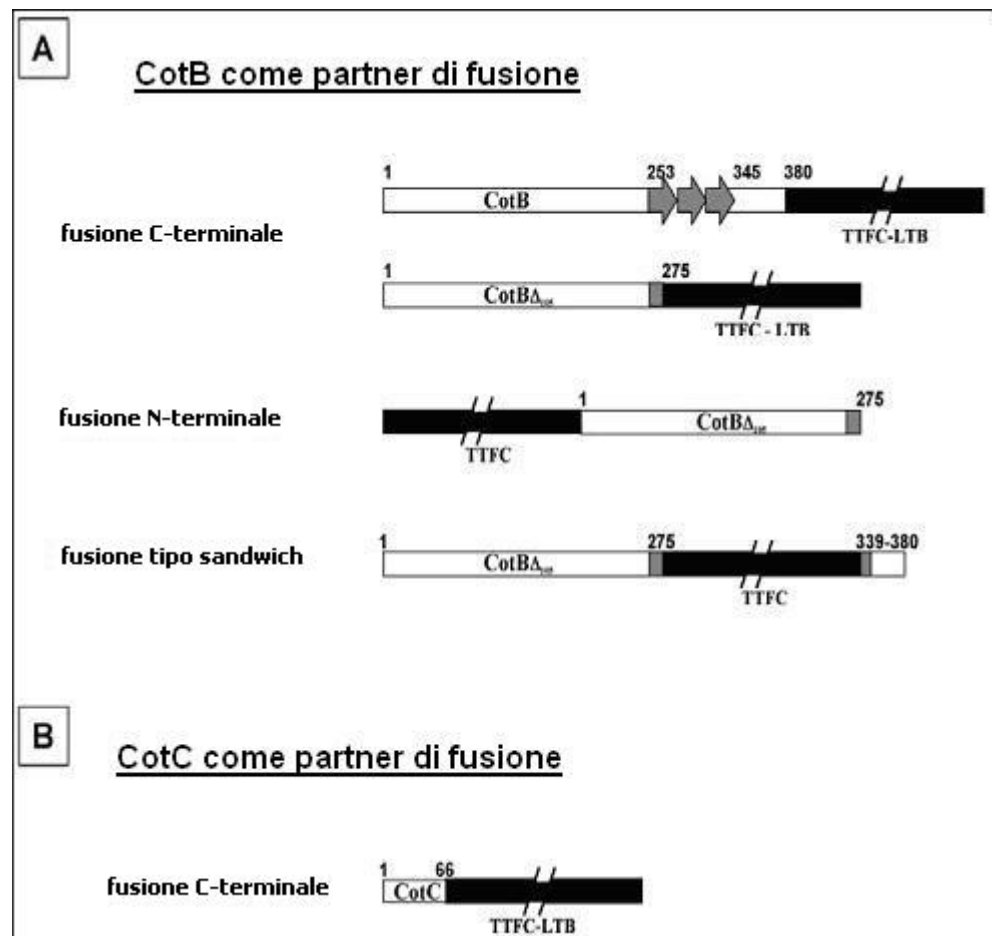 A
CotB come partner di fusione
1 253 345 380
CotB
fusione C-terminale
TTFC-LTB
1 275
CotBΔ
TTFC - LTB
1 275
fusione N-terminale
CotBΔ
TTFC
1 275 339-380
fusione tipo sandwich
CotBΔ
TTFC
B
CotC come partner di fusione
1 66
fusione C-terminale
CotC
TTFC-LTB